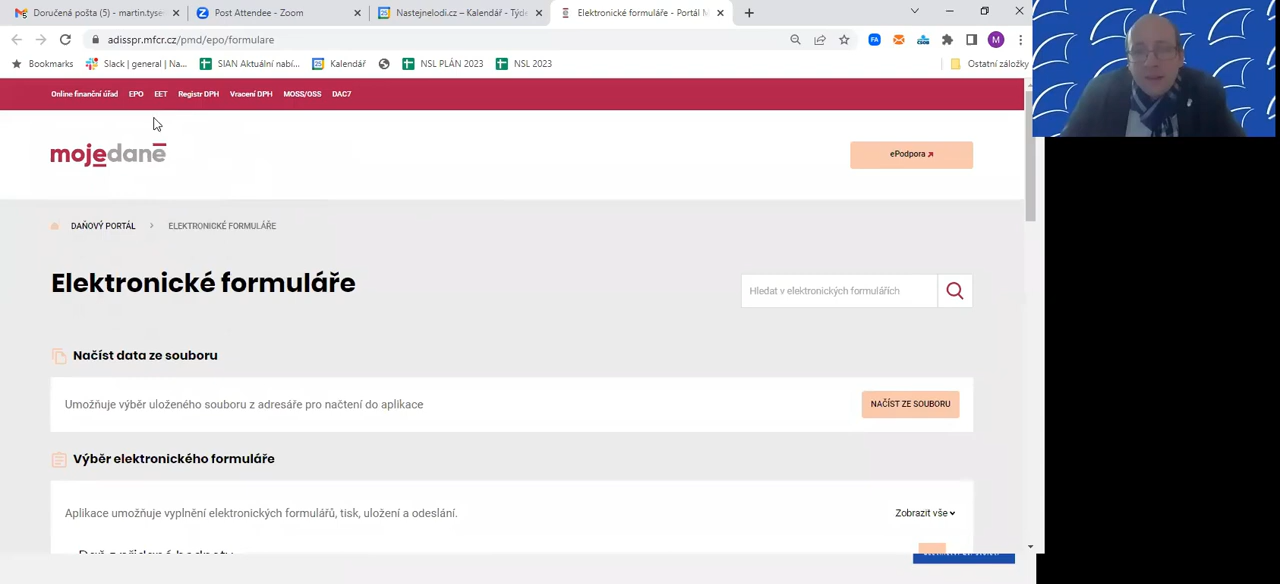 Doručená pošta (5) - martin.tyse
Post Attendee - Zoom
Nastejnelodi.cz – Kalendář - Týde
Elektronické formuláře - Portál M
adisspr.mfcr.cz/pmd/epo/formulare
M
Bookmarks
Slack | general | Na...
SIAN Aktuální nabí...
Kalendář
NSL PLÁN 2023
NSL 2023
Ostatní záložky
Online finanční úřad
EPO
EET
Registr DPH
Vracení DPH
MOSS/OSS
DAC7
mojedaně
ePodpora
DAŇOVÝ PORTÁL
ELEKTRONICKÉ FORMULÁŘE
Elektronické formuláře
Hledat v elektronických formulářích
Načíst data ze souboru
Umožňuje výběr uloženého souboru z adresáře pro načtení do aplikace
NAČÍST ZE SOUBORU
Výběr elektronického formuláře
Aplikace umožňuje vyplnění elektronických formulářů, tisk, uložení a odeslání.
Zobrazit vše
Daň z přidané hodnoty